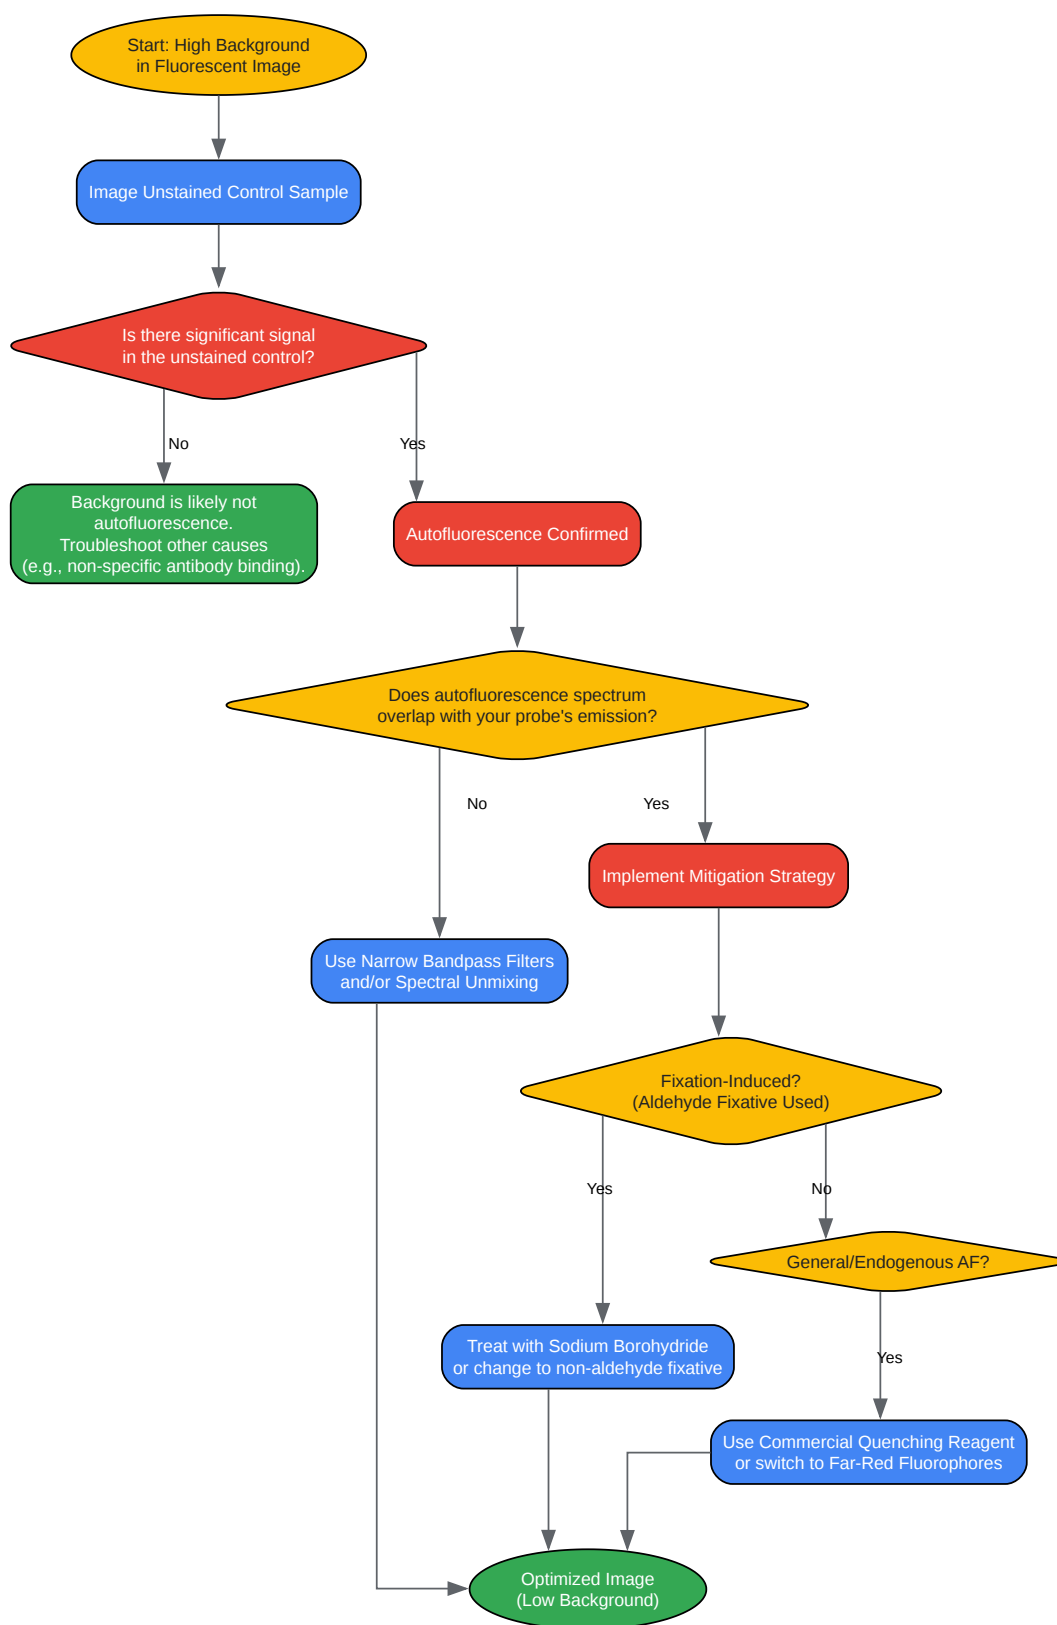 Start: High Background
in Fluorescent Image
Image Unstained Control Sample
Is there significant signal
in the unstained control?
No
Yes
Background is likely not
autofluorescence.
Troubleshoot other causes
(e.g., non-specific antibody binding).
Autofluorescence Confirmed
Does autofluorescence spectrum
overlap with your probe's emission?
No
Yes
Implement Mitigation Strategy
Use Narrow Bandpass Filters
and/or Spectral Unmixing
Fixation-Induced?
(Aldehyde Fixative Used)
Yes
No
General/Endogenous AF?
Treat with Sodium Borohydride
or change to non-aldehyde fixative
Yes
Use Commercial Quenching Reagent
or switch to Far-Red Fluorophores
Optimized Image
(Low Background)